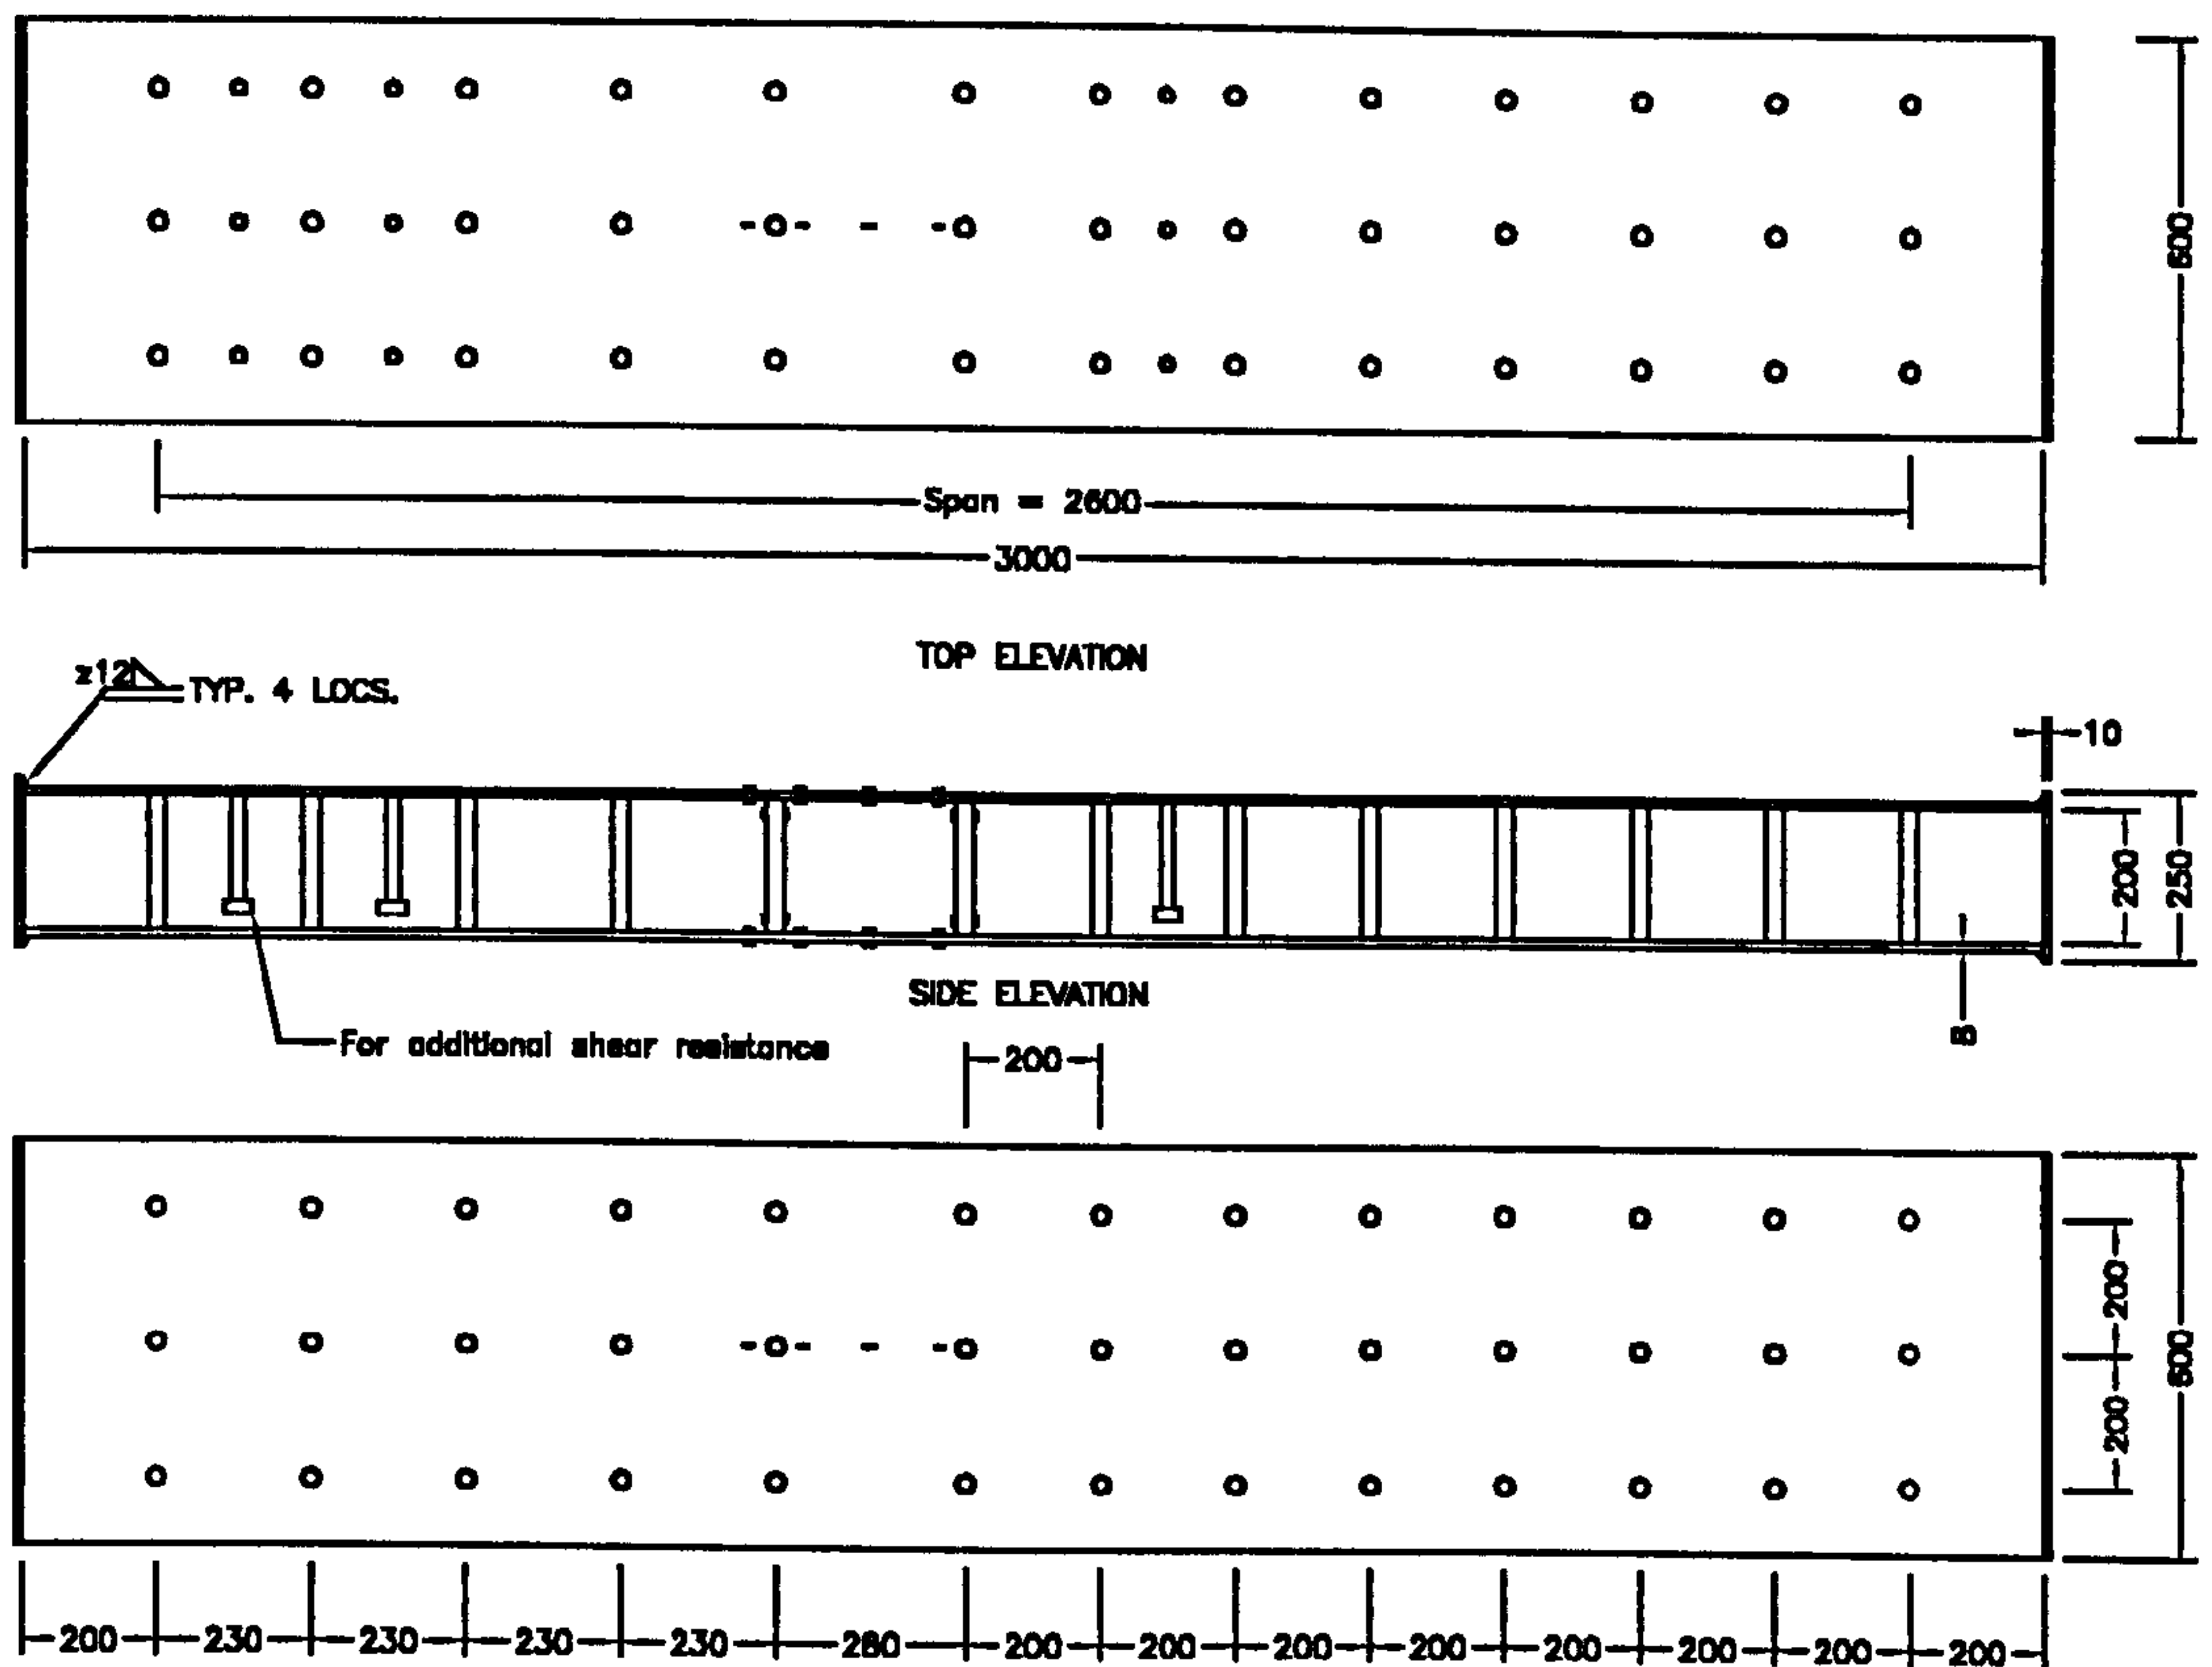 600
Span = 2600
3000
TOP ELEVATION
z12
TYP. 4 LOCS.
10
200
250
SIDE ELEVATION
8
For additional shear resistance
200
200
200
600
200 230 230 230 230 280 200 200 200 200 200 200 200 200